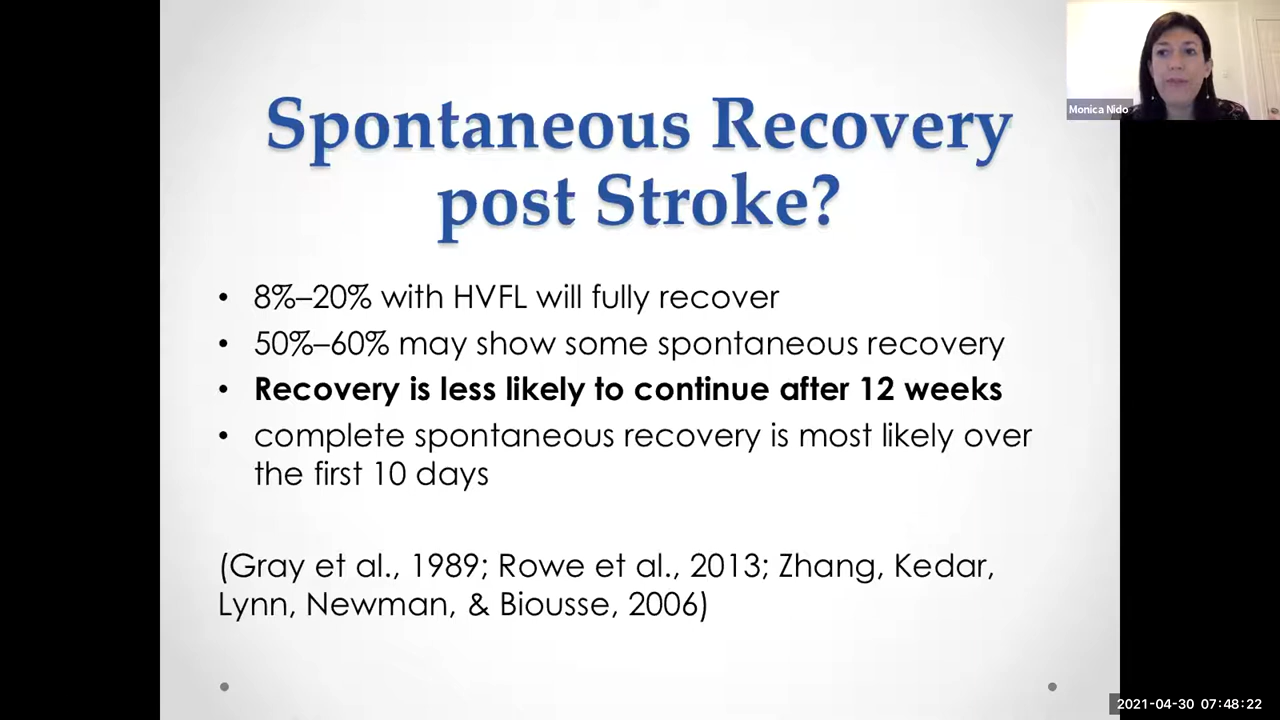 Spontaneous Recovery
post Stroke?
• 8%–20% with HVFL will fully recover
• 50%–60% may show some spontaneous recovery
• Recovery is less likely to continue after 12 weeks
• complete spontaneous recovery is most likely over
the first 10 days
(Gray et al., 1989; Rowe et al., 2013; Zhang, Kedar,
Lynn, Newman, & Biousse, 2006)
Monica Nido
2021-04-30 07:48:22